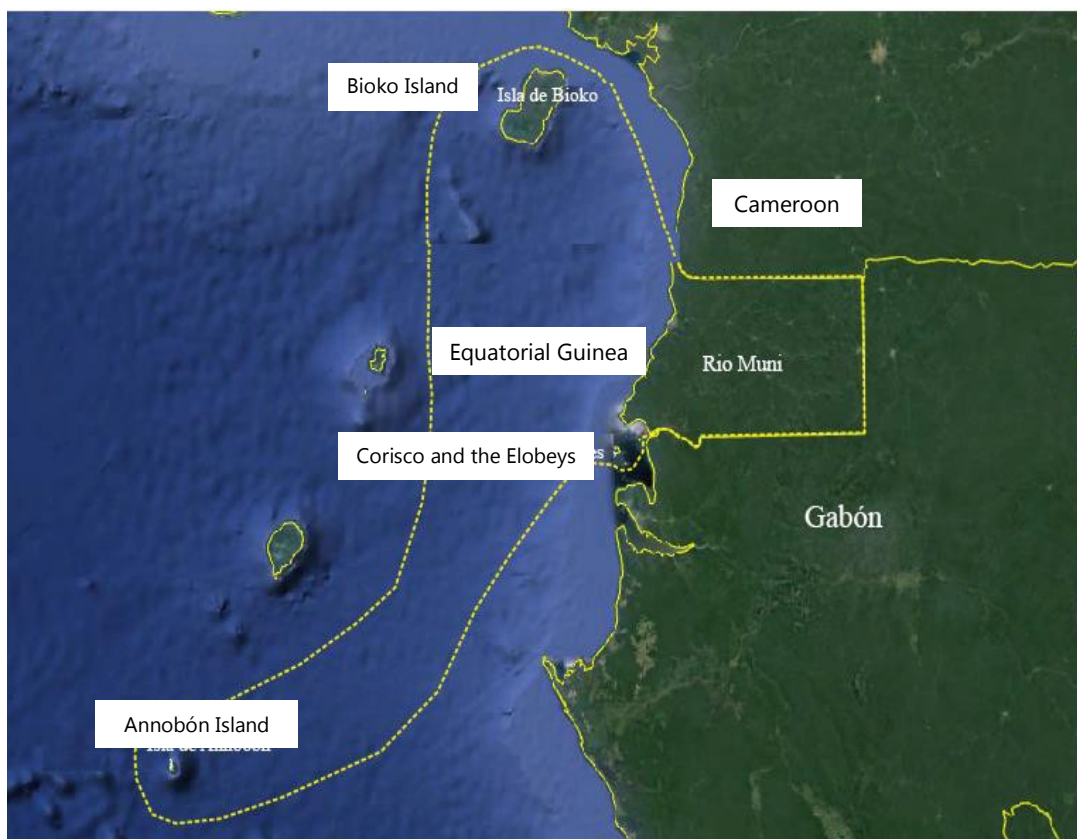 Bioko Island
Isla de Bioko
Cameroon
Equatorial Guinea
Rio Muni
Corisco and the Elobeys
Gabón
Annobón Island